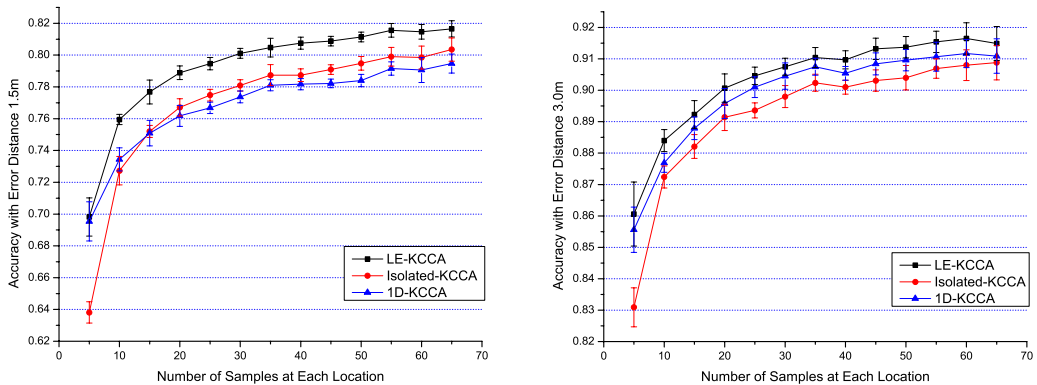 0.82
0.80
0.78
0.76
0.74
0.72
0.70
0.68
0.66
0.64
0.62
Accuracy with Error Distance 1.5m
LE-KCCA
Isolated-KCCA
1D-KCCA
0 10 20 30 40 50 60 70
Number of Samples at Each Location
0.92
0.91
0.90
0.89
0.88
0.87
0.86
0.85
0.84
0.83
0.82
Accuracy with Error Distance 3.0m
LE-KCCA
Isolated-KCCA
1D-KCCA
0 10 20 30 40 50 60 70
Number of Samples at Each Location